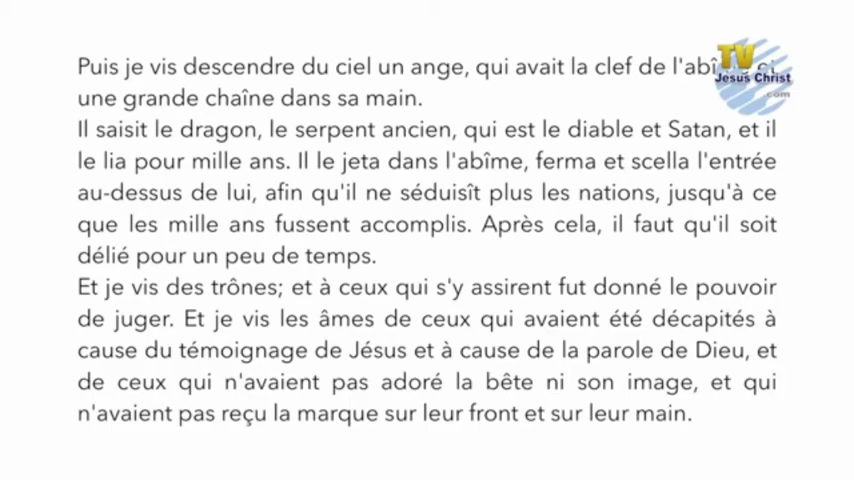 Puis je vis descendre du ciel un ange, qui avait la clef de l'abîme et
une grande chaîne dans sa main.
Il saisit le dragon, le serpent ancien, qui est le diable et Satan, et il
le lia pour mille ans. Il le jeta dans l'abîme, ferma et scella l'entrée
au-dessus de lui, afin qu'il ne séduisît plus les nations, jusqu'à ce
que les mille ans fussent accomplis. Après cela, il faut qu'il soit
délié pour un peu de temps.
Et je vis des trônes; et à ceux qui s'y assirent fut donné le pouvoir
de juger. Et je vis les âmes de ceux qui avaient été décapités à
cause du témoignage de Jésus et à cause de la parole de Dieu, et
de ceux qui n'avaient pas adoré la bête ni son image, et qui
n'avaient pas reçu la marque sur leur front et sur leur main.
TV
Jesus Christ
.com